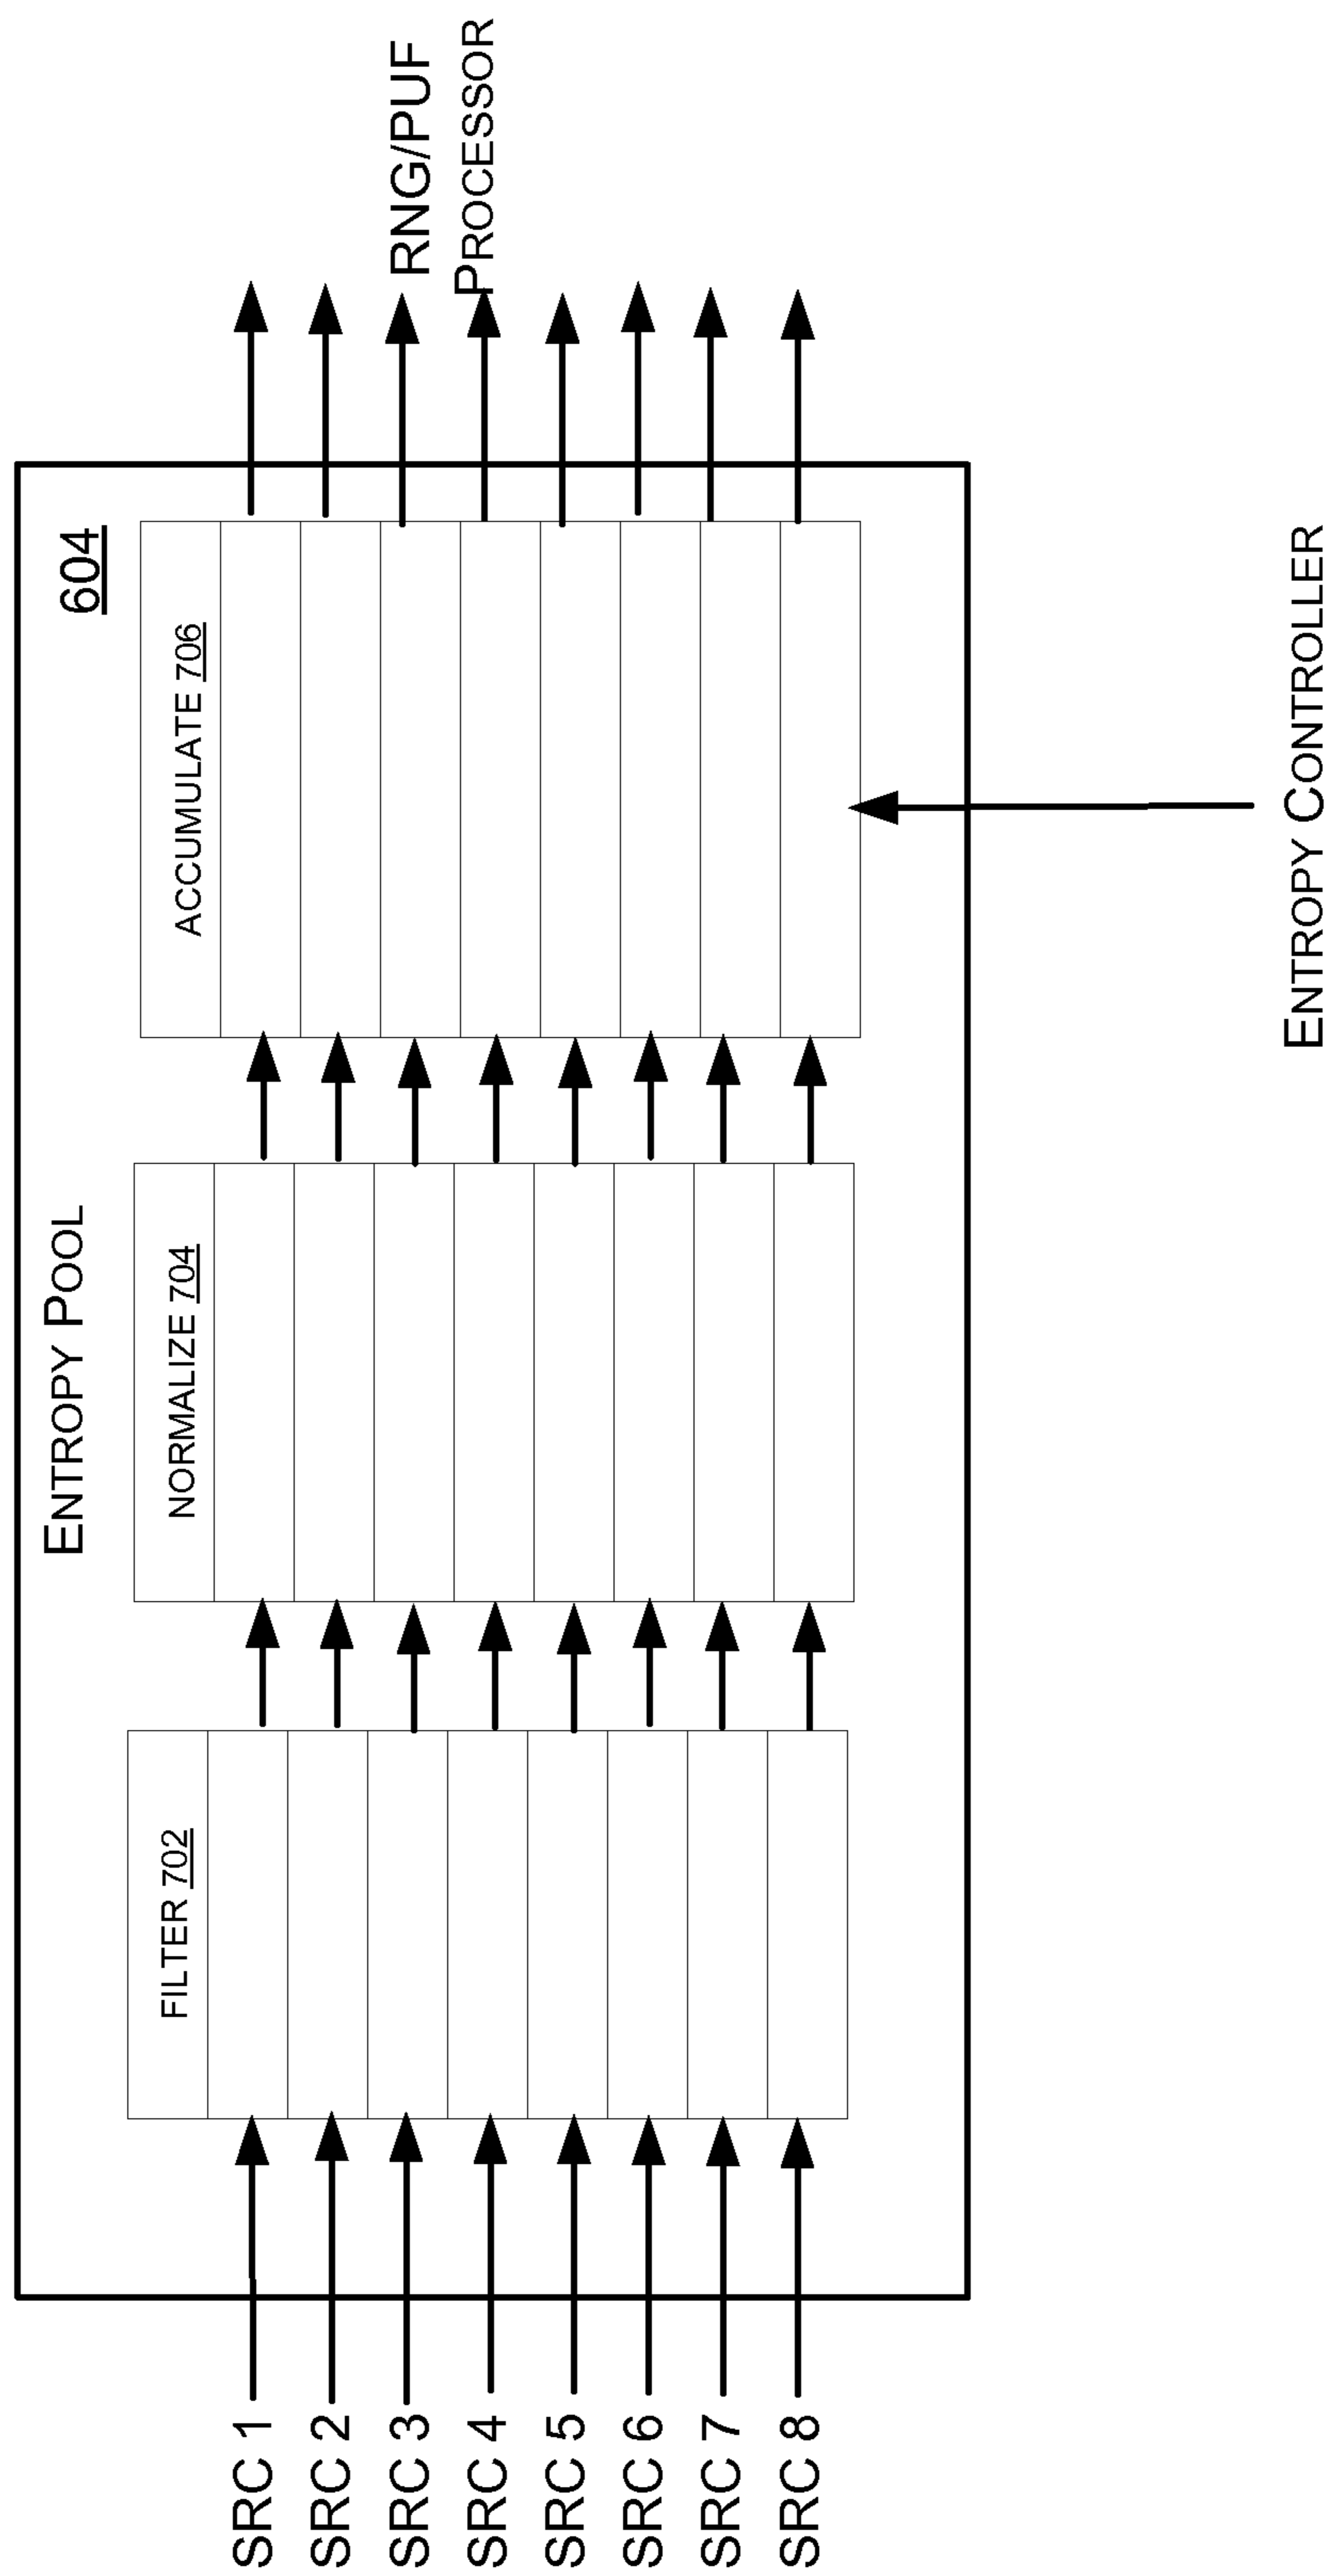 ENTROPY POOL
604
FILTER 702
NORMALIZE 704
ACCUMULATE 706
SRC 1
SRC 2
SRC 3
SRC 4
SRC 5
SRC 6
SRC 7
SRC 8
RNG/PUF
PROCESSOR
ENTROPY CONTROLLER